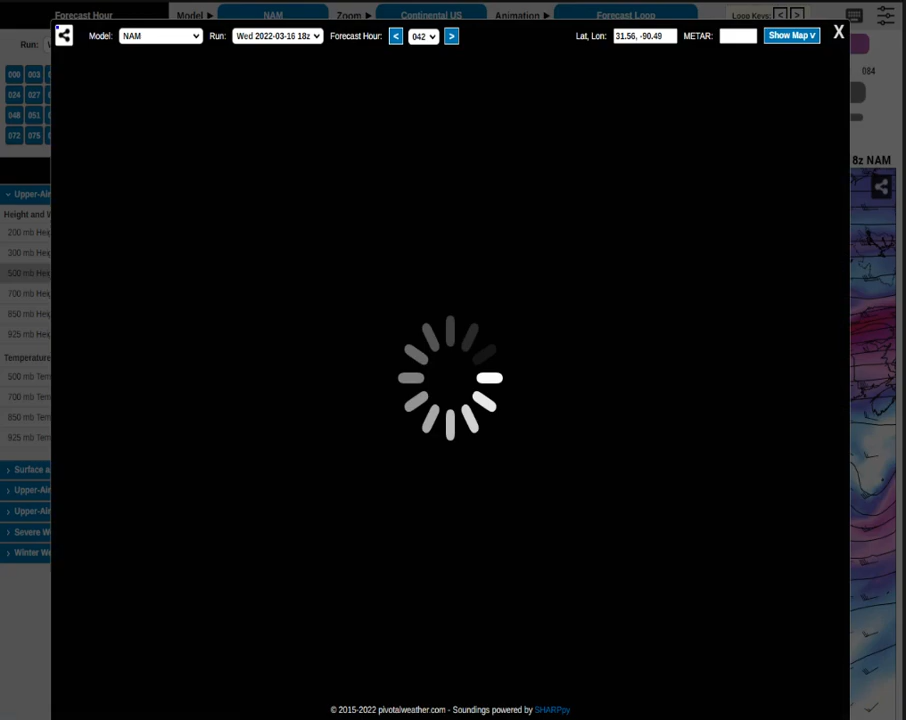 Forecast Hour Model ▶ NAM Zoom ▶ Continental US Animation ▶ Forecast Loop Loop Keys: < >
Model: NAM Run: Wed 2022-03-16 18z Forecast Hour: < 042 > Lat, Lon: 31.56, -90.49 METAR: Show Map v X
Run:
084
000 003
024 027
048 051
072 075
8z NAM
Upper-Air
Height and W
200 mb Heig
300 mb Heig
500 mb Heig
700 mb Heig
850 mb Heig
925 mb Heig
Temperature
500 mb Tem
700 mb Tem
850 mb Tem
925 mb Tem
Surface a
Upper-Air
Upper-Air
Severe W
Winter We
© 2015-2022 pivotalweather.com - Soundings powered by SHARPpy